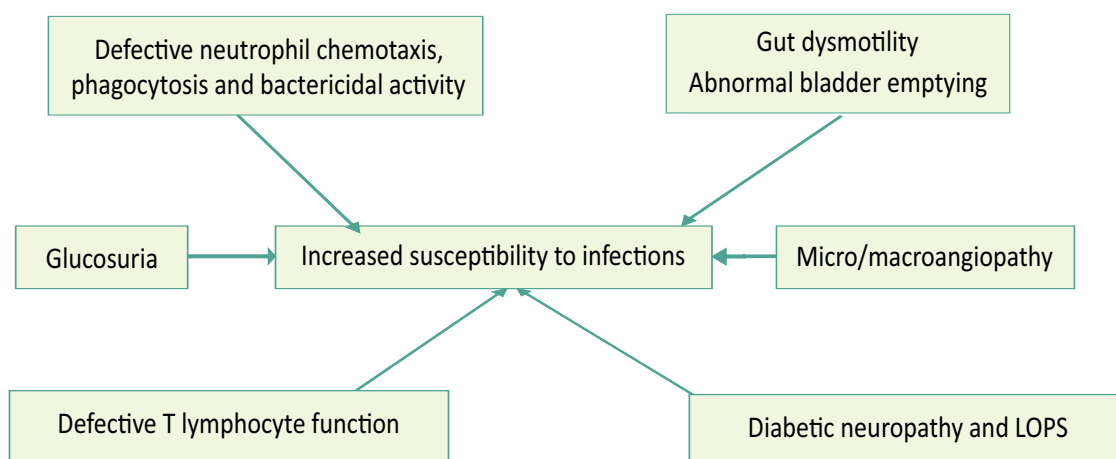 Defective neutrophil chemotaxis,
phagocytosis and bactericidal activity
Gut dysmotility
Abnormal bladder emptying
Glucosuria
Increased susceptibility to infections
Micro/macroangiopathy
Defective T lymphocyte function
Diabetic neuropathy and LOPS